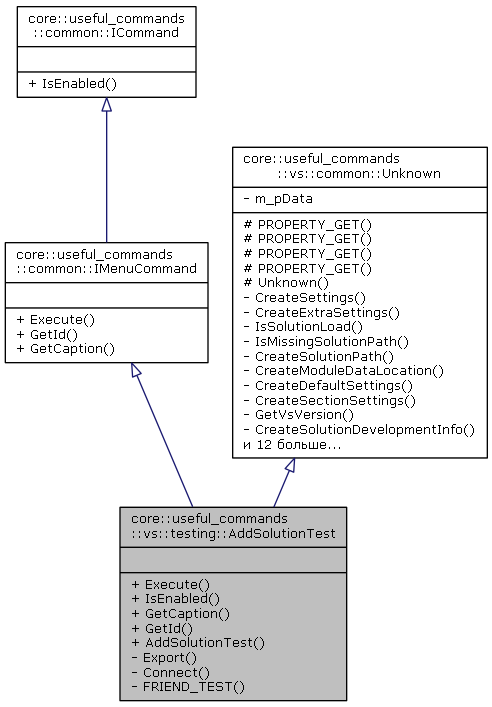 core::useful_commands
::common::ICommand
+ IsEnabled()
core::useful_commands
::vs::common::Unknown
- m_pData
# PROPERTY_GET()
# PROPERTY_GET()
# PROPERTY_GET()
# PROPERTY_GET()
# Unknown()
- CreateSettings()
- CreateExtraSettings()
- IsSolutionLoad()
- IsMissingSolutionPath()
- CreateSolutionPath()
- CreateModuleDataLocation()
- CreateDefaultSettings()
- CreateSectionSettings()
- GetVsVersion()
- CreateSolutionDevelopmentInfo()
и 12 больше...
core::useful_commands
::common::IMenuCommand
+ Execute()
+ GetId()
+ GetCaption()
core::useful_commands
::vs::testing::AddSolutionTest
+ Execute()
+ IsEnabled()
+ GetCaption()
+ GetId()
+ AddSolutionTest()
- Export()
- Connect()
- FRIEND_TEST()